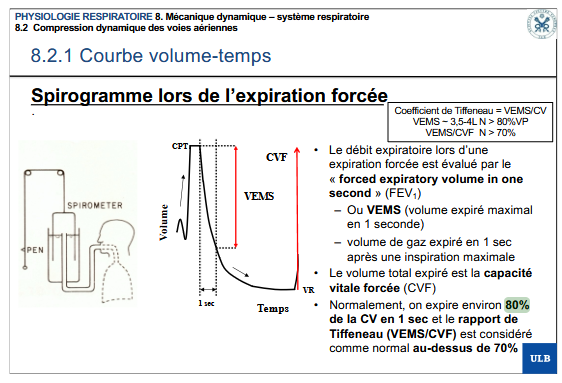 PHYSIOLOGIE RESPIRATOIRE 8. Mécanique dynamique – système respiratoire
8.2 Compression dynamique des voies aériennes
8.2.1 Courbe volume-temps
Spirogramme lors de l'expiration forcée
.
Coefficient de Tiffeneau = VEMS/CV
VEMS ~ 3,5-4L N > 80%VP
VEMS/CVF N > 70%
SPIROMETER
PEN
CPT
CVF
VEMS
Volume
VR
1 sec
Temps
• Le débit expiratoire lors d'une
expiration forcée est évalué par le
« forced expiratory volume in one
second » (FEV1)
– Ou VEMS (volume expiré maximal
en 1 seconde)
– volume de gaz expiré en 1 sec
après une inspiration maximale
• Le volume total expiré est la capacité
vitale forcée (CVF)
• Normalement, on expire environ 80%
de la CV en 1 sec et le rapport de
Tiffeneau (VEMS/CVF) est considéré
comme normal au-dessus de 70%
ULB